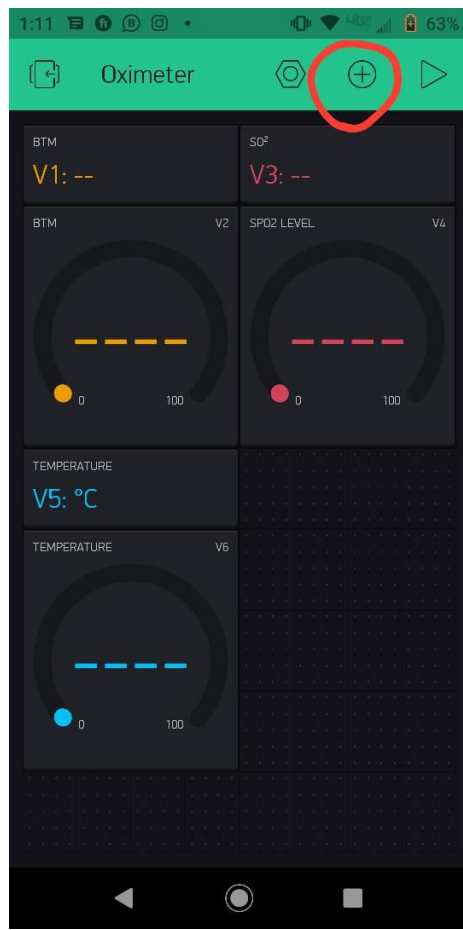 1:11 63%
Oximeter
BTM
V1: --
SO²
V3: --
BTM V2
0 100
SPO2 LEVEL V4
0 100
TEMPERATURE
V5: °C
TEMPERATURE V6
0 100